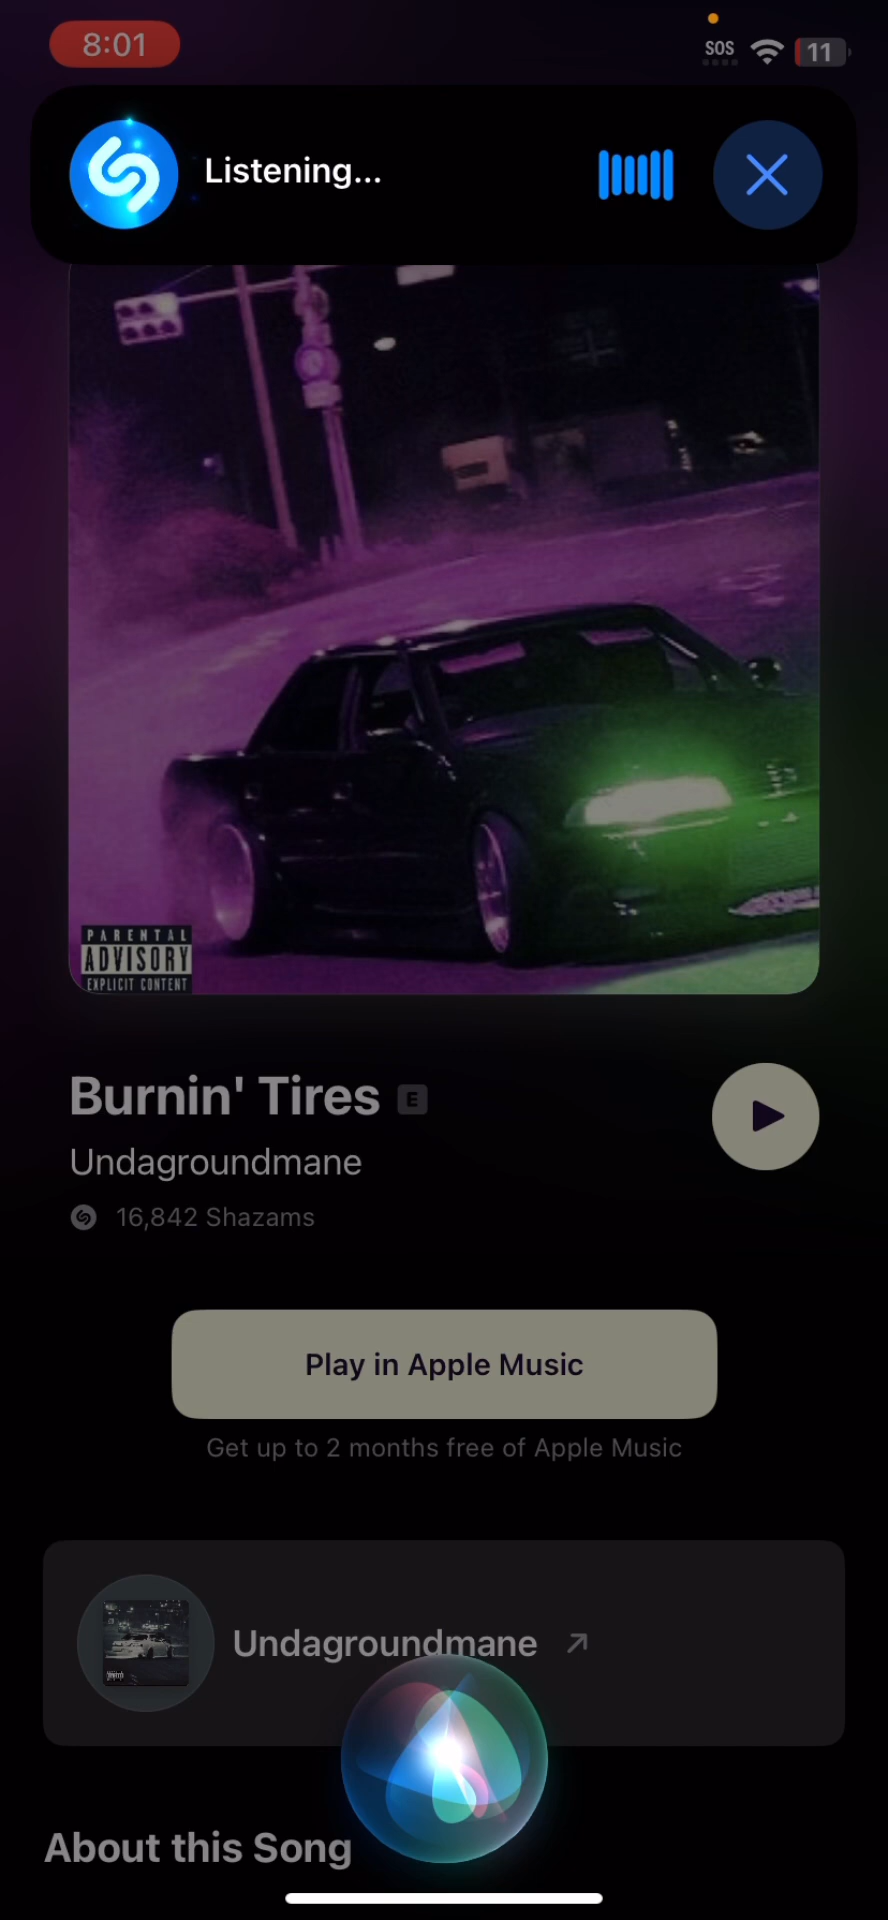 8:01
SOS
11
Listening...
PARENTAL
ADVISORY
EXPLICIT CONTENT
Burnin' Tires E
Undagroundmane
16,842 Shazams
Play in Apple Music
Get up to 2 months free of Apple Music
Undagroundmane
About this Song